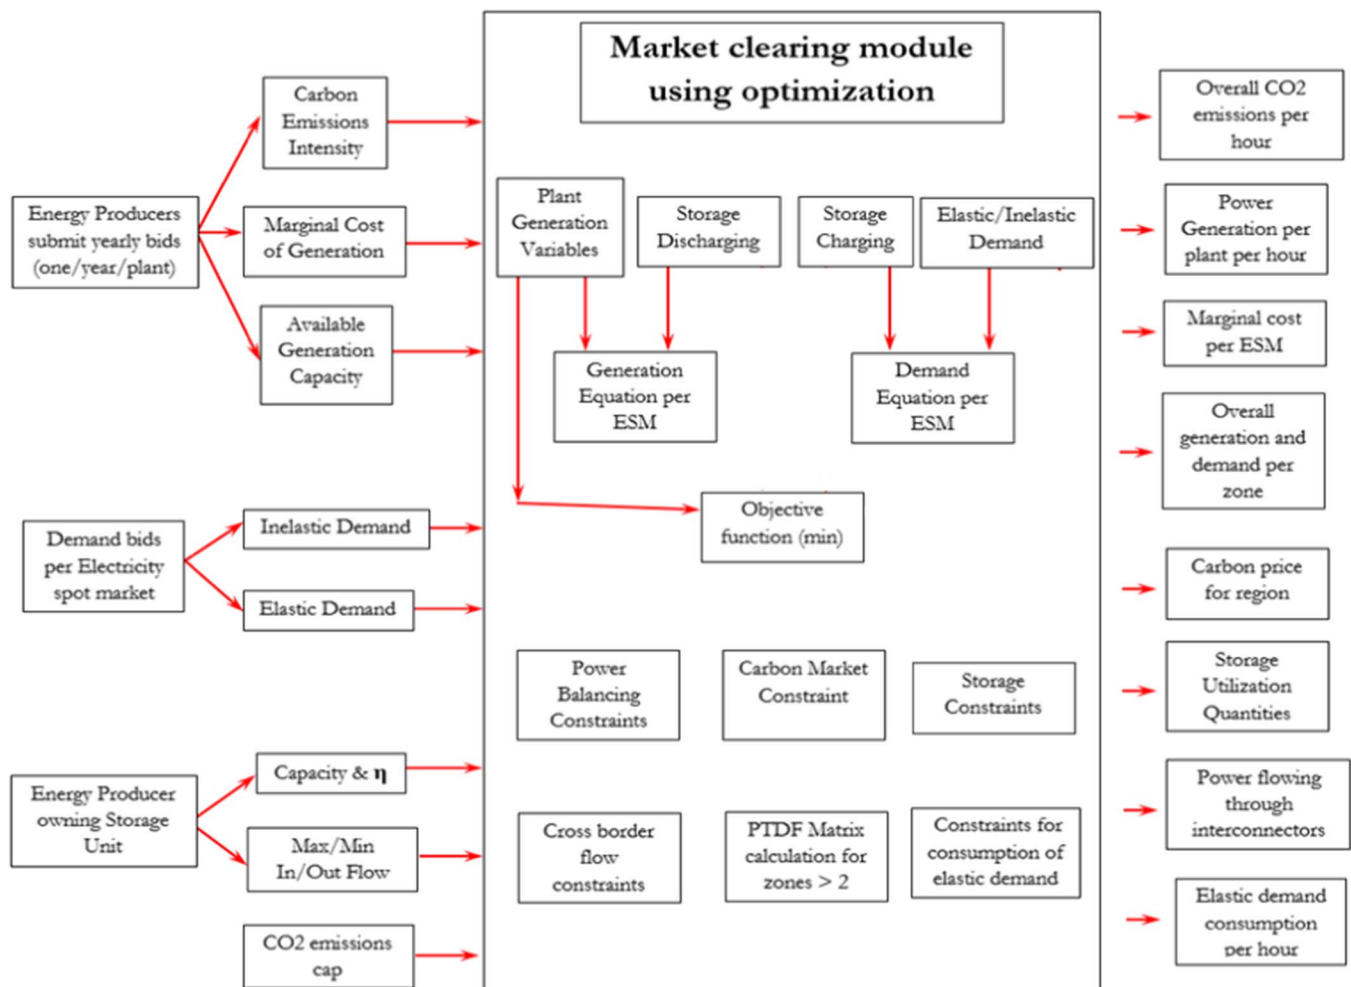 Market clearing module
using optimization
Carbon
Emissions
Intensity
Energy Producers
submit yearly bids
(one/year/plant)
Marginal Cost
of Generation
Available
Generation
Capacity
Demand bids
per Electricity
spot market
Inelastic Demand
Elastic Demand
Energy Producer
owning Storage
Unit
Capacity & η
Max/Min
In/Out Flow
CO2 emissions
cap
Plant
Generation
Variables
Storage
Discharging
Storage
Charging
Elastic/Inelastic
Demand
Generation
Equation per
ESM
Demand
Equation per
ESM
Objective
function (min)
Power
Balancing
Constraints
Carbon Market
Constraint
Storage
Constraints
Cross border
flow
constraints
PTDF Matrix
calculation for
zones > 2
Constraints for
consumption of
elastic demand
Overall CO2
emissions per
hour
Power
Generation per
plant per hour
Marginal cost
per ESM
Overall
generation and
demand per
zone
Carbon price
for region
Storage
Utilization
Quantities
Power flowing
through
interconnectors
Elastic demand
consumption
per hour